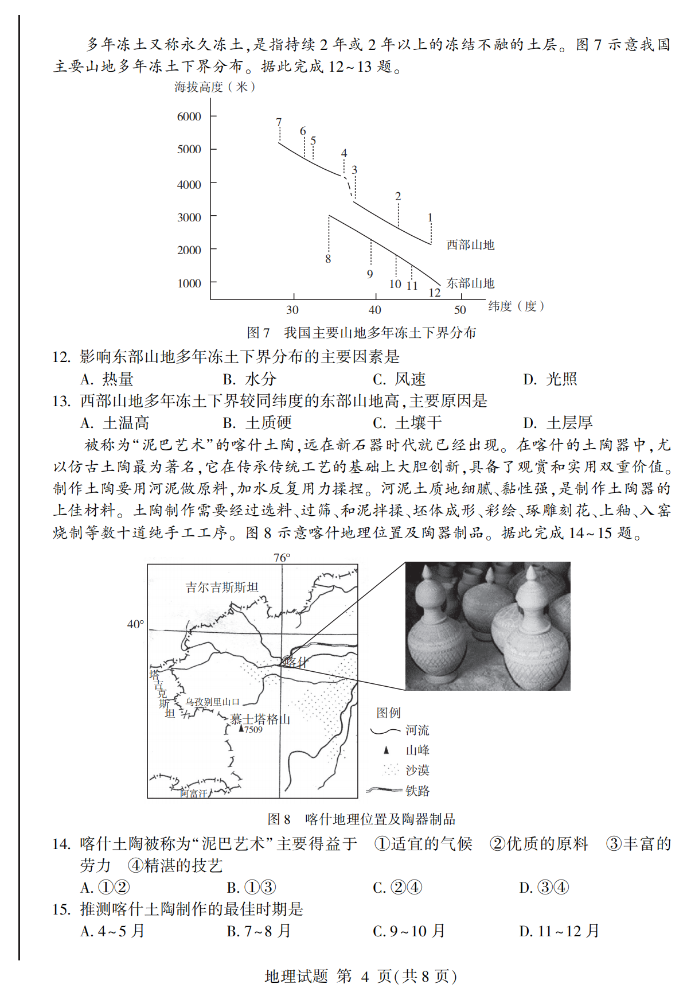 多年冻土又称永久冻土,是指持续 2 年或 2 年以上的冻结不融的土层。图 7 示意我国
主要山地多年冻土下界分布。据此完成 12~13 题。
海拔高度（米）
6000
5000
4000
3000
2000
1000
7
6
5
4
3
2
1
西部山地
8
9
10
11
12
东部山地
30
40
50
纬度（度）
图 7 我国主要山地多年冻土下界分布
12. 影响东部山地多年冻土下界分布的主要因素是
A. 热量 B. 水分 C. 风速 D. 光照
13. 西部山地多年冻土下界较同纬度的东部山地高,主要原因是
A. 土温高 B. 土质硬 C. 土壤干 D. 土层厚
被称为“泥巴艺术”的喀什土陶,远在新石器时代就已经出现。在喀什的土陶器中,尤
以仿古土陶最为著名,它在传承传统工艺的基础上大胆创新,具备了观赏和实用双重价值。
制作土陶要用河泥做原料,加水反复用力揉捏。河泥土质地细腻、黏性强,是制作土陶器的
上佳材料。土陶制作需要经过选料、过筛、和泥拌揉、坯体成形、彩绘、琢雕刻花、上釉、入窑
烧制等数十道纯手工工序。图 8 示意喀什地理位置及陶器制品。据此完成 14~15 题。
76°
吉尔吉斯斯坦
40°
喀什
塔吉克斯坦
乌孜别里山口
慕士塔格山
7509
阿富汗
图例
河流
山峰
沙漠
铁路
图 8 喀什地理位置及陶器制品
14. 喀什土陶被称为“泥巴艺术”主要得益于 ①适宜的气候 ②优质的原料 ③丰富的
劳力 ④精湛的技艺
A. ①② B. ①③ C. ②④ D. ③④
15. 推测喀什土陶制作的最佳时期是
A. 4~5 月 B. 7~8 月 C. 9~10 月 D. 11~12 月
地理试题 第 4 页(共 8 页)